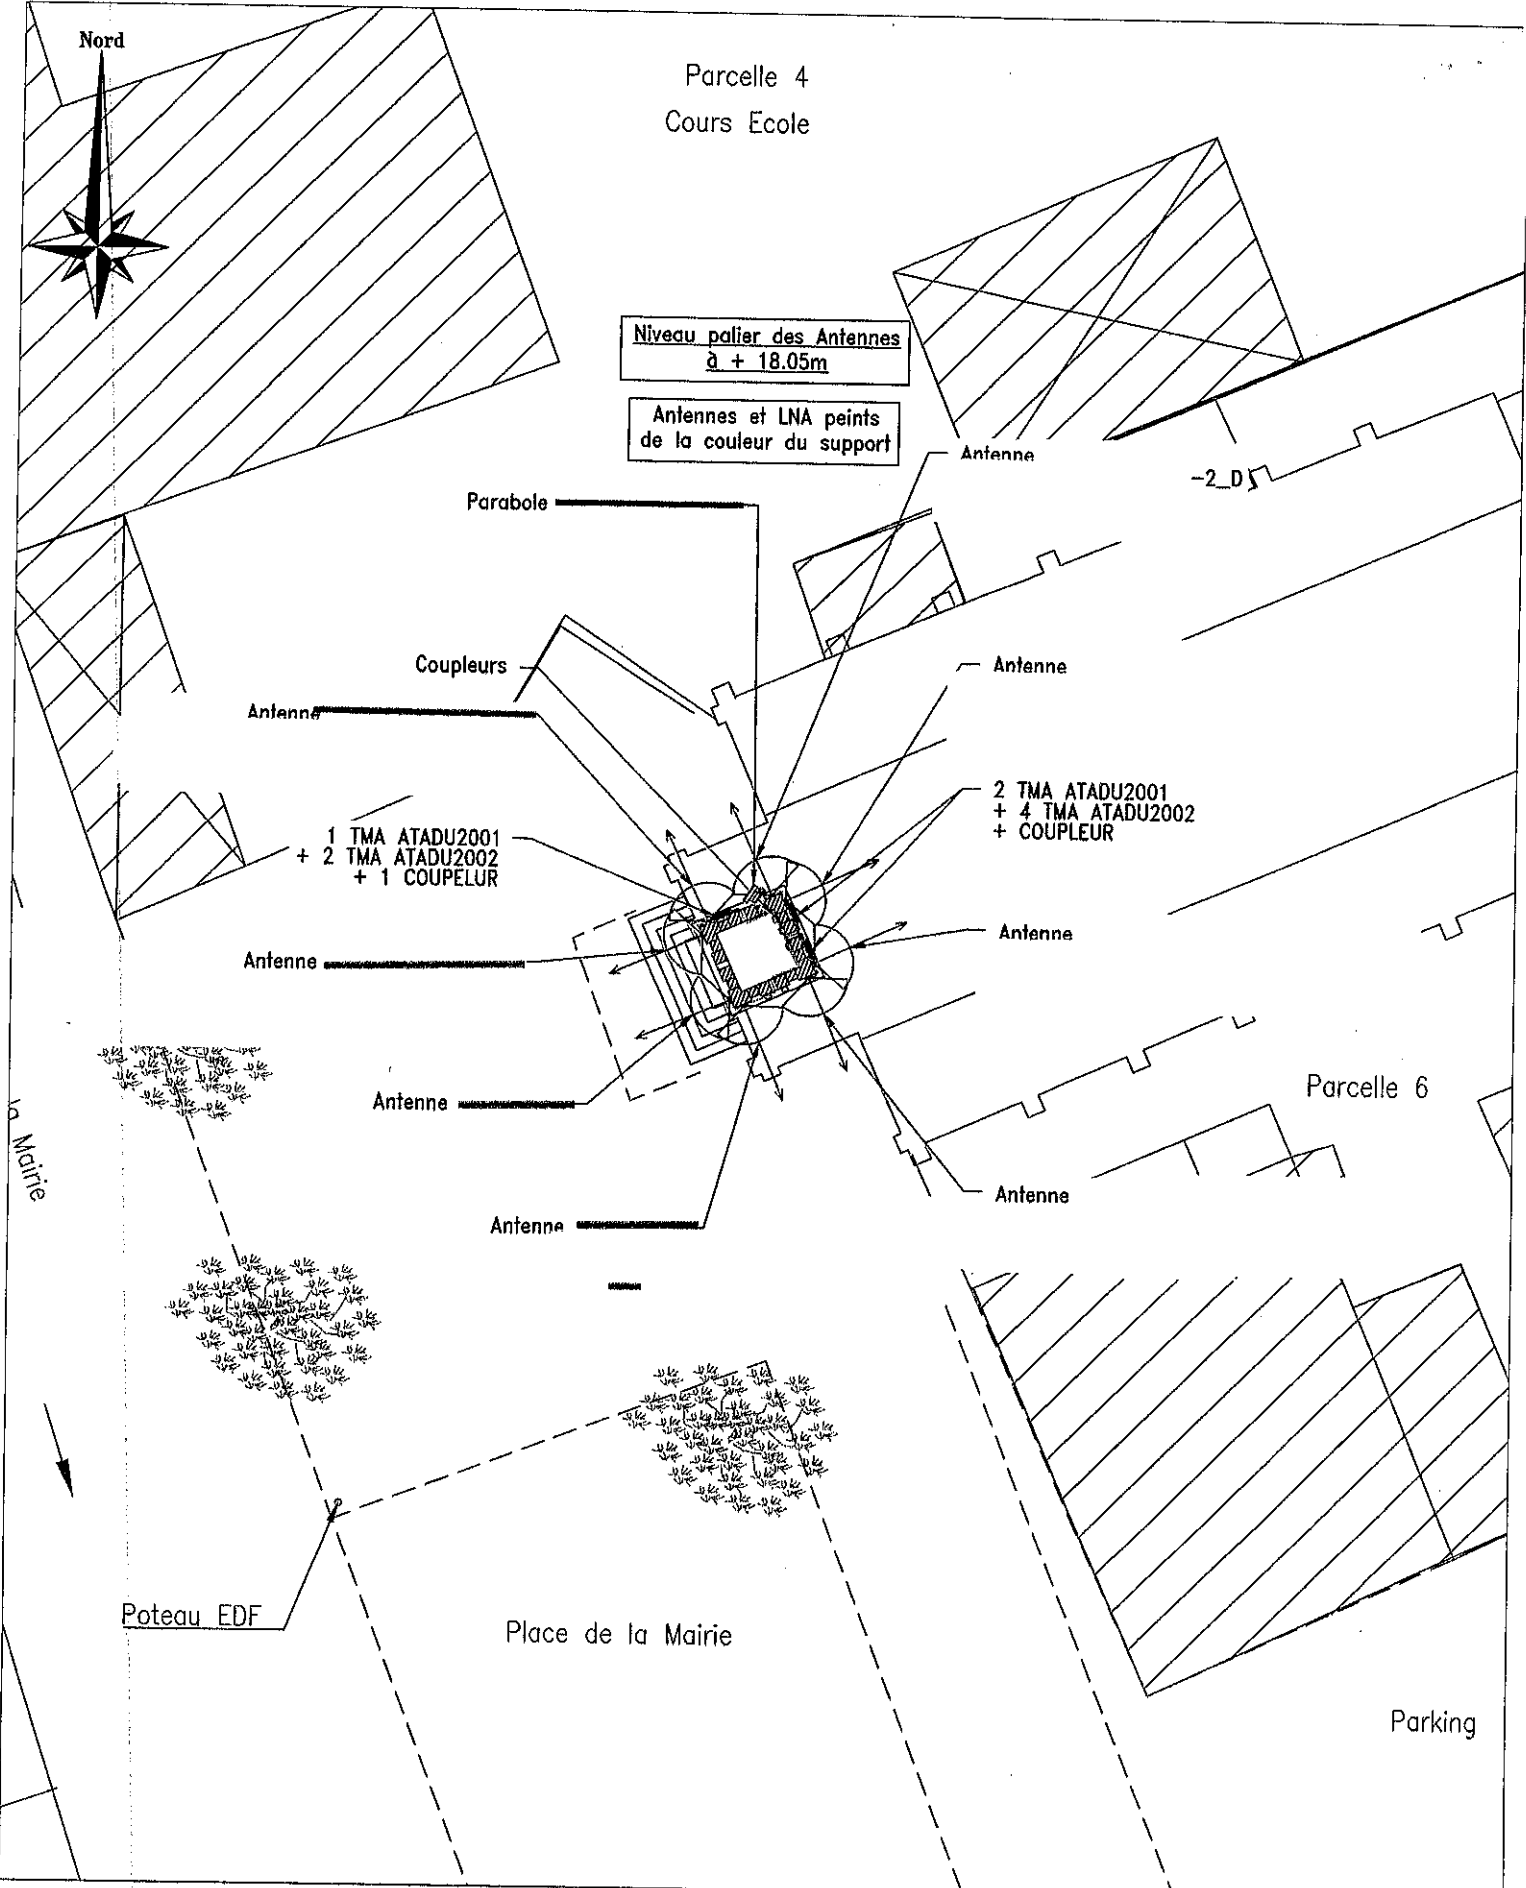 Nord
Parcelle 4
Cours Ecole
Niveau palier des Antennes
à + 18.05m
Antennes et LNA peints
de la couleur du support
Antenne
-2_D
Parabole
Coupleurs
Antenne
Antenne
2 TMA ATADU2001
+ 4 TMA ATADU2002
+ COUPLEUR
1 TMA ATADU2001
+ 2 TMA ATADU2002
+ 1 COUPELUR
Antenne
Antenne
Antenne
Parcelle 6
la Mairie
Antenne
Antenne
Poteau EDF
Place de la Mairie
Parking